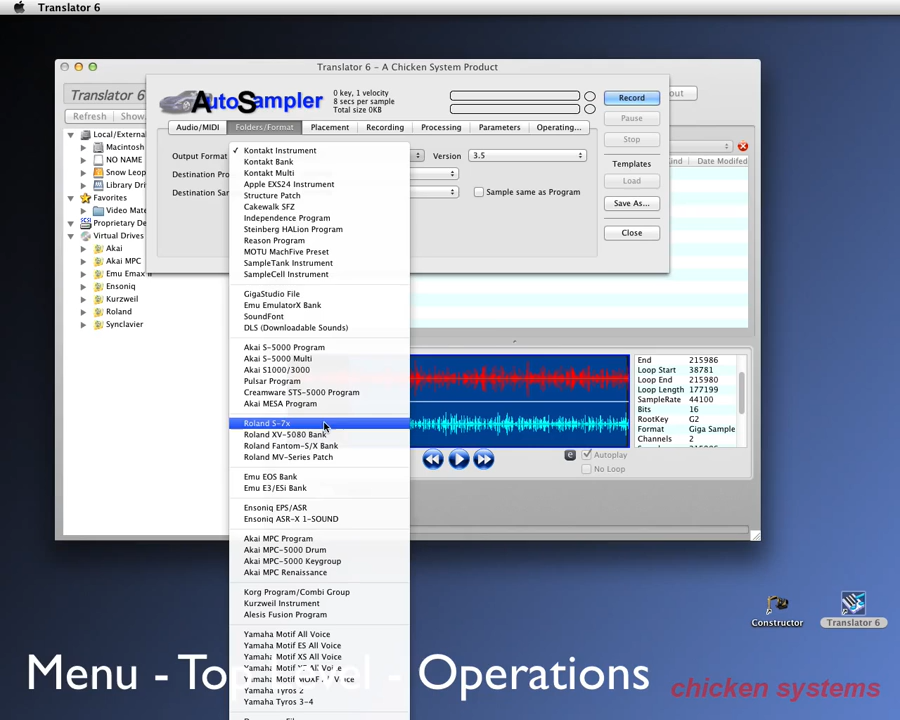 Translator 6
Translator 6 - A Chicken System Product
Translator 6
AutoSampler
0 key, 1 velocity
8 secs per sample
Total size 0KB
Record
Pause
Stop
Templates
Load
Save As...
Close
Refresh
Audio/MIDI
Folders/Format
Placement
Recording
Processing
Parameters
Operating...
Output Format
Version
3.5
Sample same as Program
Date Modifed
Local/Externa
Macintosh
NO NAME
Snow Leop
Library Dri
Favorites
Video Mate
Proprietary De
Virtual Drives
Akai
Akai MPC
Emu Emax II
Ensoniq
Kurzweil
Roland
Synclavier
✓ Kontakt Instrument
Kontakt Bank
Kontakt Multi
Apple EXS24 Instrument
Structure Patch
Cakewalk SFZ
Independence Program
Steinberg HALion Program
Reason Program
MOTU MachFive Preset
SampleTank Instrument
SampleCell Instrument
GigaStudio File
Emu EmulatorX Bank
SoundFont
DLS (Downloadable Sounds)
Akai S-5000 Program
Akai S-5000 Multi
Akai S1000/3000
Pulsar Program
Creamware STS-5000 Program
Akai MESA Program
Roland S-7x
Roland XV-5080 Bank
Roland Fantom-S/X Bank
Roland MV-Series Patch
Emu EOS Bank
Emu E3/ESi Bank
Ensoniq EPS/ASR
Ensoniq ASR-X 1-SOUND
Akai MPC Program
Akai MPC-5000 Drum
Akai MPC-5000 Keygroup
Akai MPC Renaissance
Korg Program/Combi Group
Kurzweil Instrument
Alesis Fusion Program
Yamaha Motif All Voice
Yamaha Motif ES All Voice
Yamaha Motif XS All Voice
Yamaha Tyros 2
Yamaha Tyros 3-4
End 215986
Loop Start 38781
Loop End 215980
Loop Length 177199
SampleRate 44100
Bits 16
RootKey G2
Format Giga Sample
Channels 2
Autoplay
No Loop
Constructor
Translator 6
Menu - Top Level - Operations
chicken systems